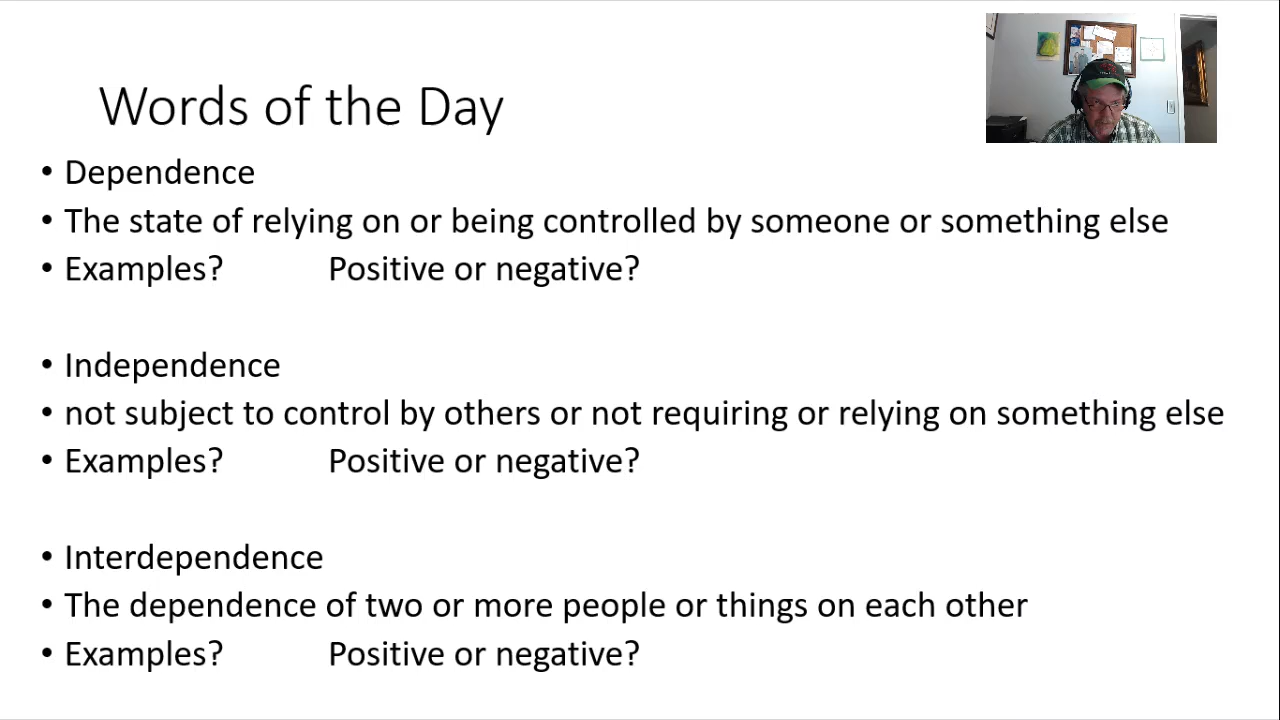 Words of the Day
• Dependence
• The state of relying on or being controlled by someone or something else
• Examples? Positive or negative?
• Independence
• not subject to control by others or not requiring or relying on something else
• Examples? Positive or negative?
• Interdependence
• The dependence of two or more people or things on each other
• Examples? Positive or negative?